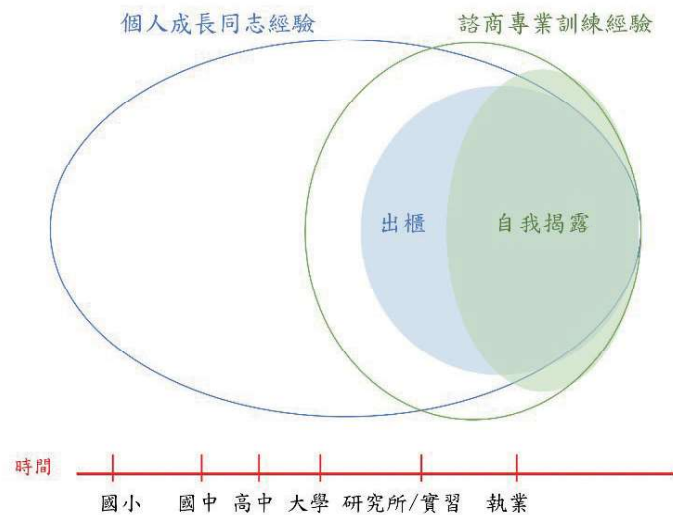 個人成長同志經驗
諮商專業訓練經驗
出櫃
自我揭露
時間
國小
國中
高中
大學
研究所/實習
執業